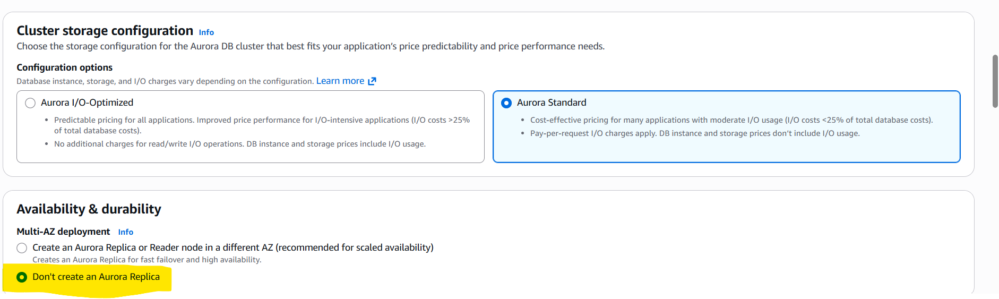 Cluster storage configuration Info
Choose the storage configuration for the Aurora DB cluster that best fits your application’s price predictability and price performance needs.
Configuration options
Database instance, storage, and I/O charges vary depending on the configuration. Learn more
Aurora I/O-Optimized
• Predictable pricing for all applications. Improved price performance for I/O-intensive applications (I/O costs >25%
of total database costs).
• No additional charges for read/write I/O operations. DB instance and storage prices include I/O usage.
Aurora Standard
• Cost-effective pricing for many applications with moderate I/O usage (I/O costs <25% of total database costs).
• Pay-per-request I/O charges apply. DB instance and storage prices don’t include I/O usage.
Availability & durability
Multi-AZ deployment Info
Create an Aurora Replica or Reader node in a different AZ (recommended for scaled availability)
Creates an Aurora Replica for fast failover and high availability.
Don't create an Aurora Replica